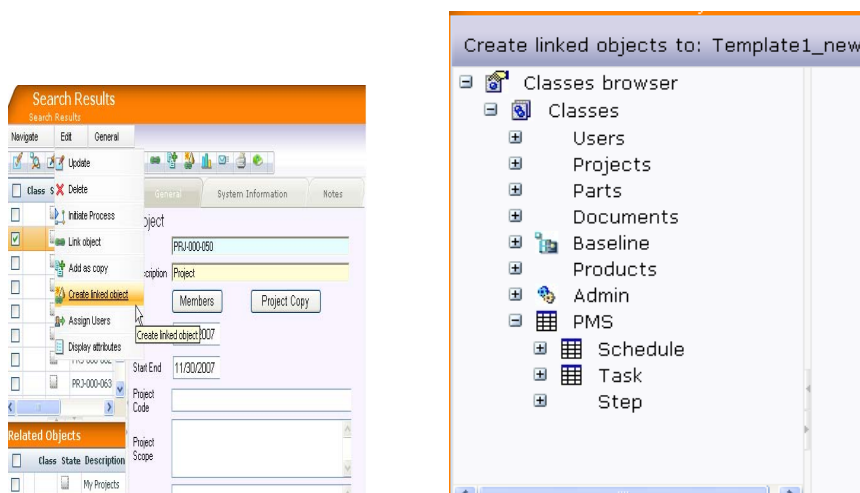 Search Results
Search Results
Navigate Edit General
Update
Delete
Initiate Process
Link object
Add as copy
Create linked object
Assign Users
Display attributes
Create linked object
Class S
General System Information Notes
oject
PRJ-000-050
scription Project
Members Project Copy
2007
Start End 11/30/2007
PRJ-000-063
Project
Code
Project
Scope
Related Objects
Class State Description
My Projects
Create linked objects to: Template1_new
Classes browser
Classes
Users
Projects
Parts
Documents
Baseline
Products
Admin
PMS
Schedule
Task
Step